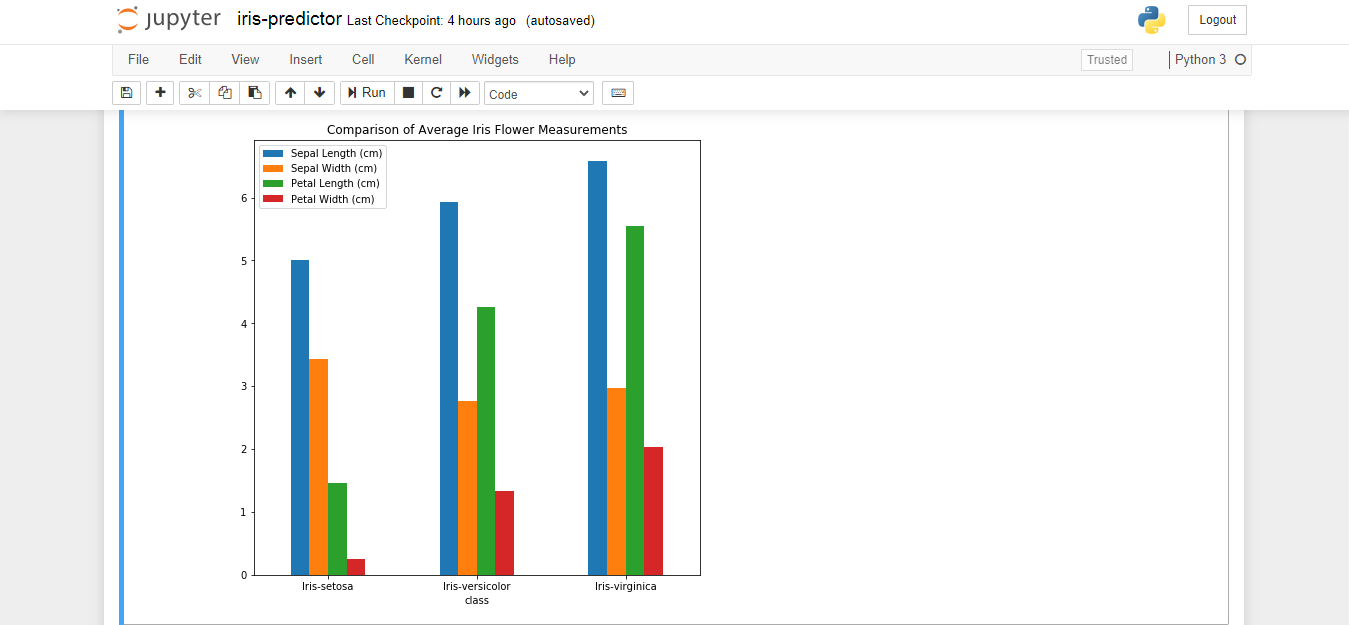 jupyter iris-predictor Last Checkpoint: 4 hours ago (autosaved) Logout
File Edit View Insert Cell Kernel Widgets Help Trusted Python 3
Run Code
Comparison of Average Iris Flower Measurements
Sepal Length (cm)
Sepal Width (cm)
Petal Length (cm)
Petal Width (cm)
6
5
4
3
2
1
0
Iris-setosa Iris-versicolor Iris-virginica
class